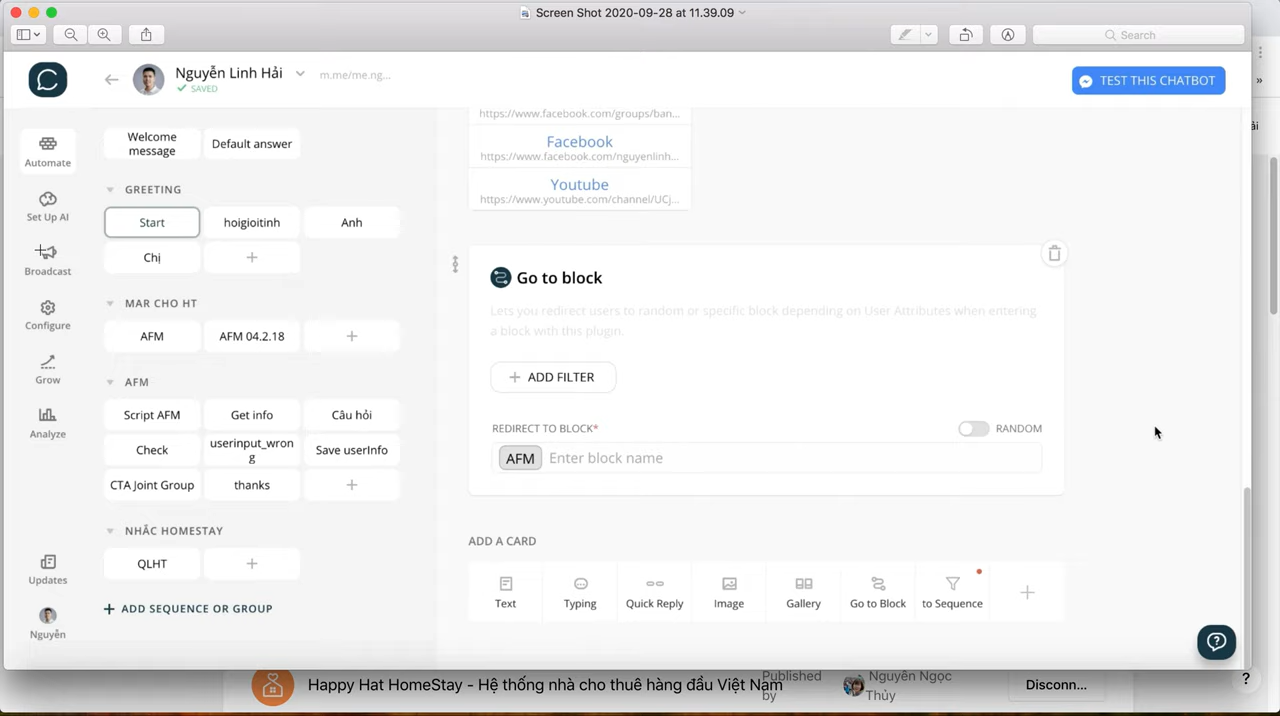 Screen Shot 2020-09-28 at 11.39.09
Search
Nguyễn Linh Hải
m.me/me.ng...
SAVED
TEST THIS CHATBOT
Automate
Set Up AI
Broadcast
Configure
Grow
Analyze
Updates
Nguyễn
Welcome message
Default answer
GREETING
Start
hoigioitinh
Anh
Chị
MAR CHO HT
AFM
AFM 04.2.18
AFM
Script AFM
Get info
Câu hỏi
Check
userinput_wron
g
Save userInfo
CTA Joint Group
thanks
NHẮC HOMESTAY
QLHT
ADD SEQUENCE OR GROUP
https://www.facebook.com/groups/ban...
Facebook
https://www.facebook.com/nguyenlinh...
Youtube
https://www.youtube.com/channel/UCj...
Go to block
Lets you redirect users to random or specific block depending on User Attributes when entering
a block with this plugin.
ADD FILTER
REDIRECT TO BLOCK*
RANDOM
AFM Enter block name
ADD A CARD
Text
Typing
Quick Reply
Image
Gallery
Go to Block
to Sequence
Happy Hat HomeStay - Hệ thống nhà cho thuê hàng đầu Việt Nam
Published
by
Nguyễn Ngọc
Thủy
Disconn...